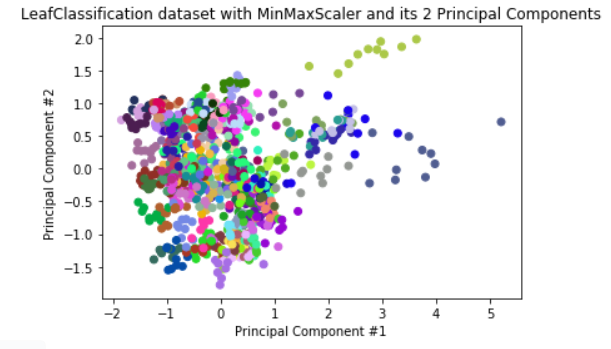 LeafClassification dataset with MinMaxScaler and its 2 Principal Components
2.0
1.5
1.0
0.5
0.0
−0.5
−1.0
−1.5
Principal Component #2
−2 −1 0 1 2 3 4 5
Principal Component #1